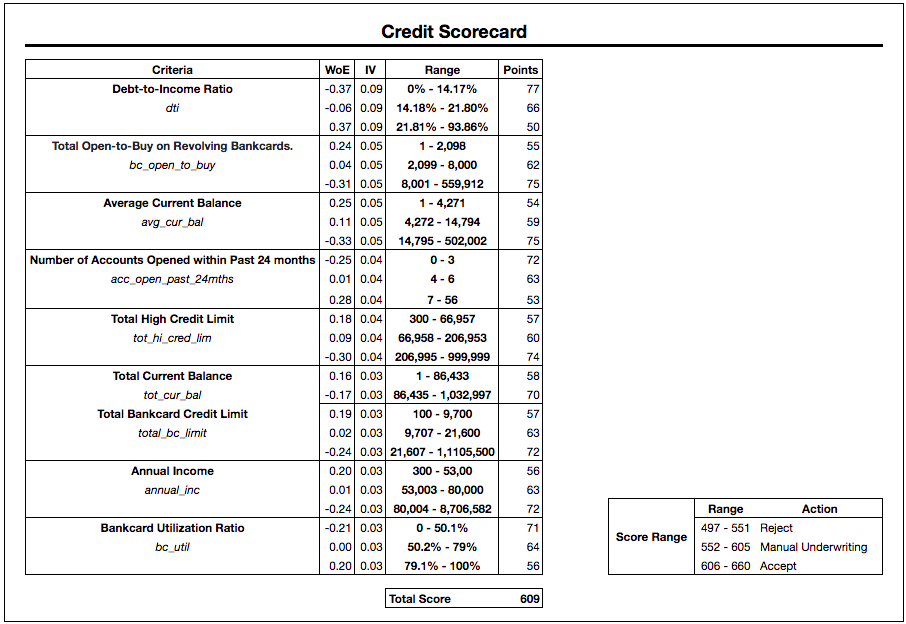 Credit Scorecard
Criteria WoE IV Range Points
Debt-to-Income Ratio -0.37 0.09 0% - 14.17% 77
dti -0.06 0.09 14.18% - 21.80% 66
0.37 0.09 21.81% - 93.86% 50
Total Open-to-Buy on Revolving Bankcards. 0.24 0.05 1 - 2,098 55
bc_open_to_buy 0.04 0.05 2,099 - 8,000 62
-0.31 0.05 8,001 - 559,912 75
Average Current Balance 0.25 0.05 1 - 4,271 54
avg_cur_bal 0.11 0.05 4,272 - 14,794 59
-0.33 0.05 14,795 - 502,002 75
Number of Accounts Opened within Past 24 months -0.25 0.04 0 - 3 72
acc_open_past_24mths 0.01 0.04 4 - 6 63
0.28 0.04 7 - 56 53
Total High Credit Limit 0.18 0.04 300 - 66,957 57
tot_hi_cred_lim 0.09 0.04 66,958 - 206,953 60
-0.30 0.04 206,995 - 999,999 74
Total Current Balance 0.16 0.03 1 - 86,433 58
tot_cur_bal -0.17 0.03 86,435 - 1,032,997 70
Total Bankcard Credit Limit 0.19 0.03 100 - 9,700 57
total_bc_limit 0.02 0.03 9,707 - 21,600 63
-0.24 0.03 21,607 - 1,1105,500 72
Annual Income 0.20 0.03 300 - 53,00 56
annual_inc 0.01 0.03 53,003 - 80,000 63
-0.24 0.03 80,004 - 8,706,582 72
Bankcard Utilization Ratio -0.21 0.03 0 - 50.1% 71
bc_util 0.00 0.03 50.2% - 79% 64
0.20 0.03 79.1% - 100% 56
Total Score 609
Range Action
Score Range
497 - 551 Reject
552 - 605 Manual Underwriting
606 - 660 Accept